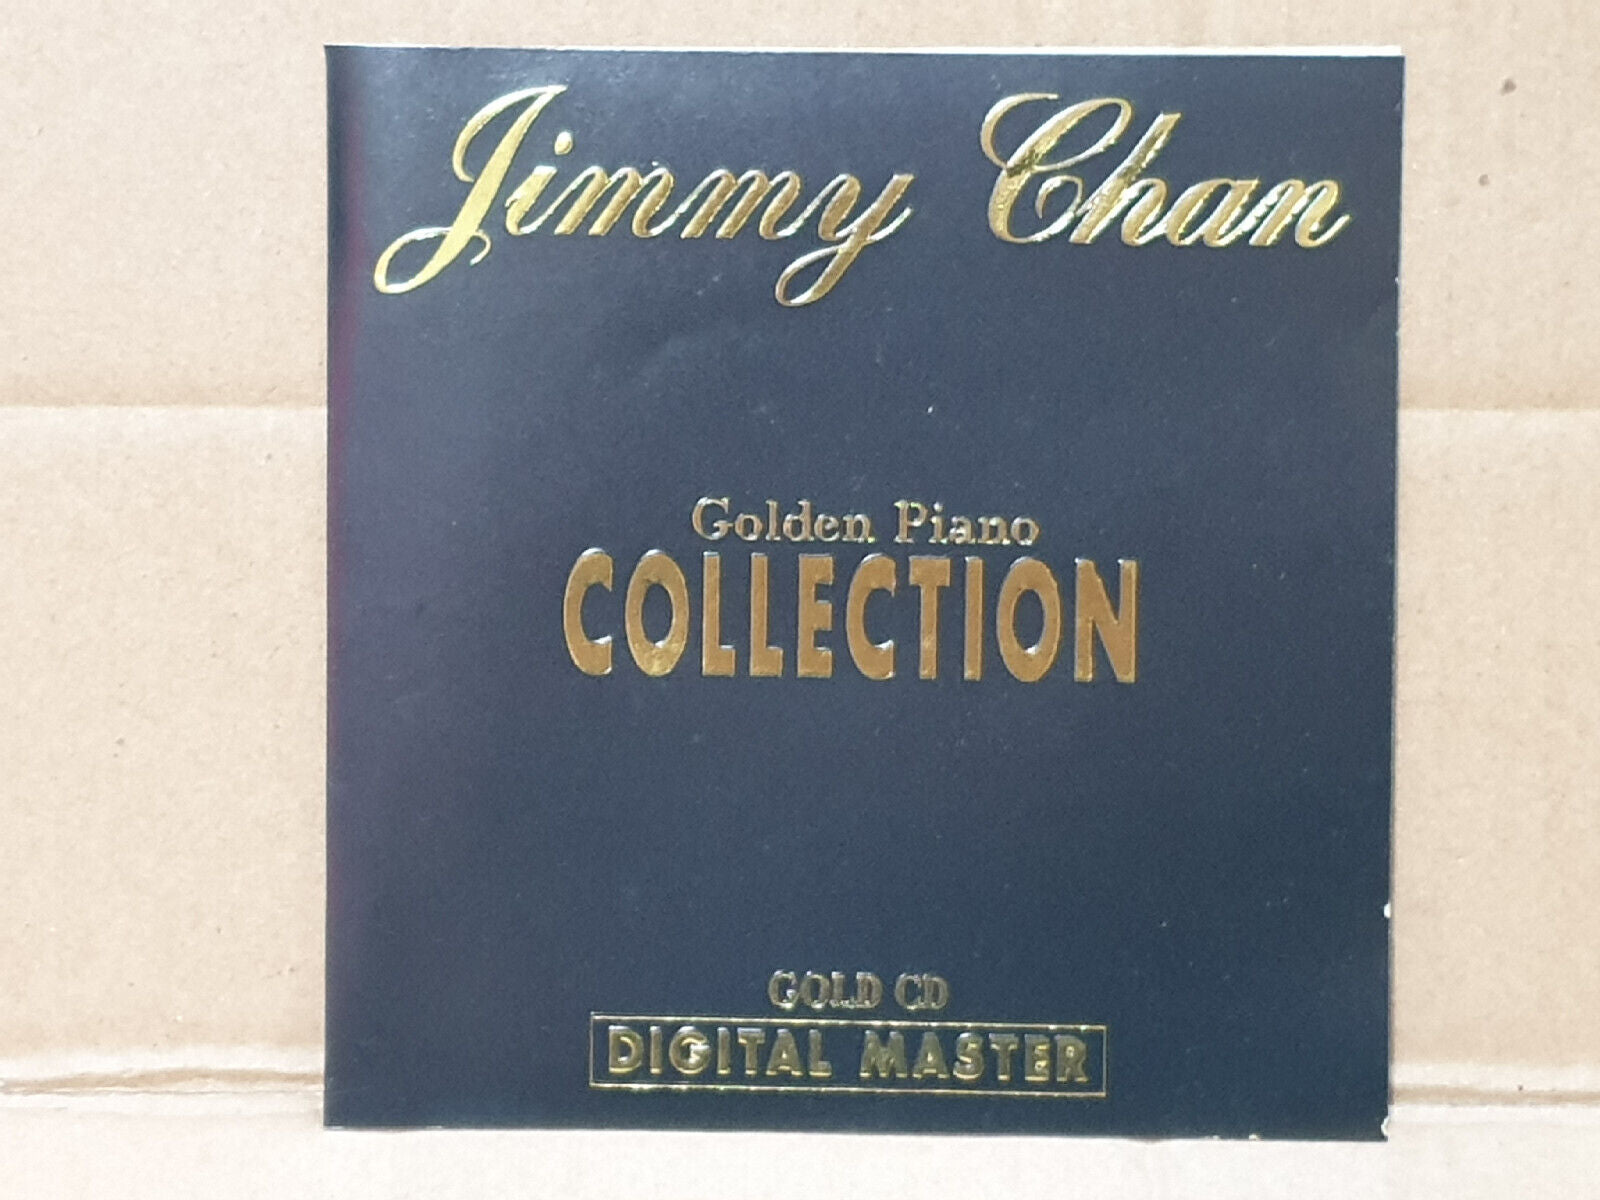 Jimmy Chan
Golden Piano
COLLECTION
GOLD CD
DIGITAL MASTER